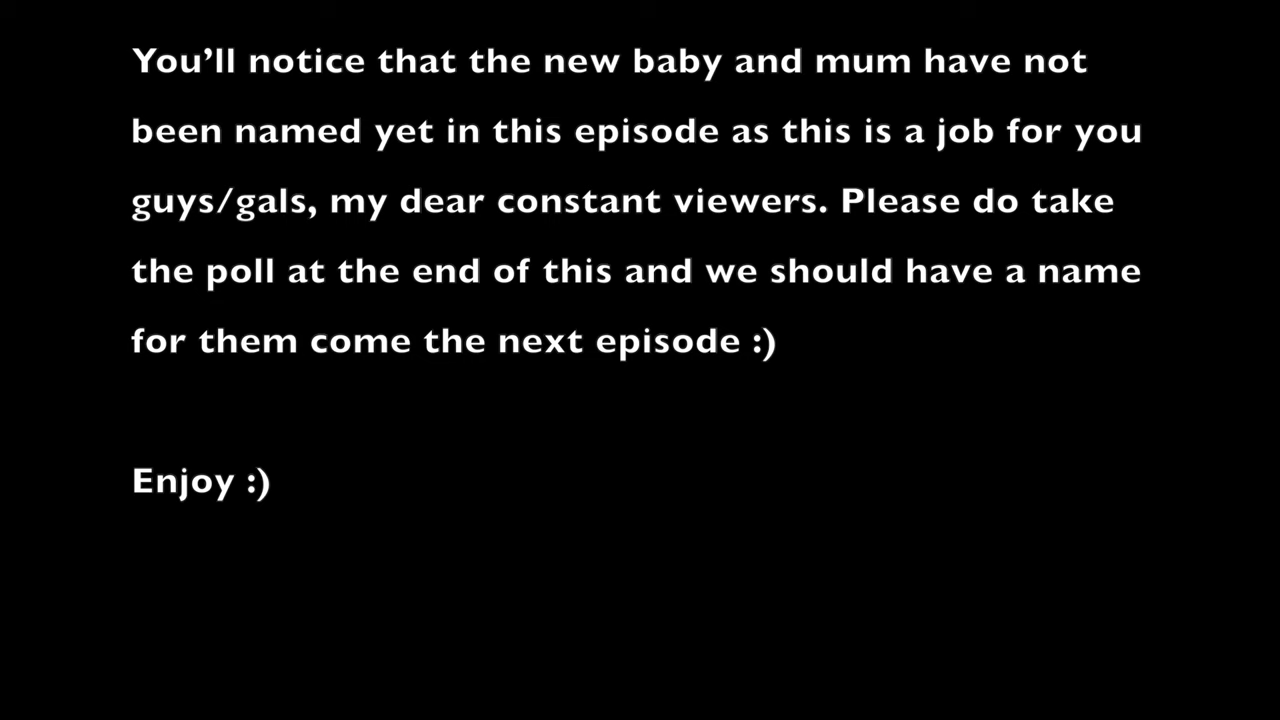 You’ll notice that the new baby and mum have not
been named yet in this episode as this is a job for you
guys/gals, my dear constant viewers. Please do take
the poll at the end of this and we should have a name
for them come the next episode :)
Enjoy :)